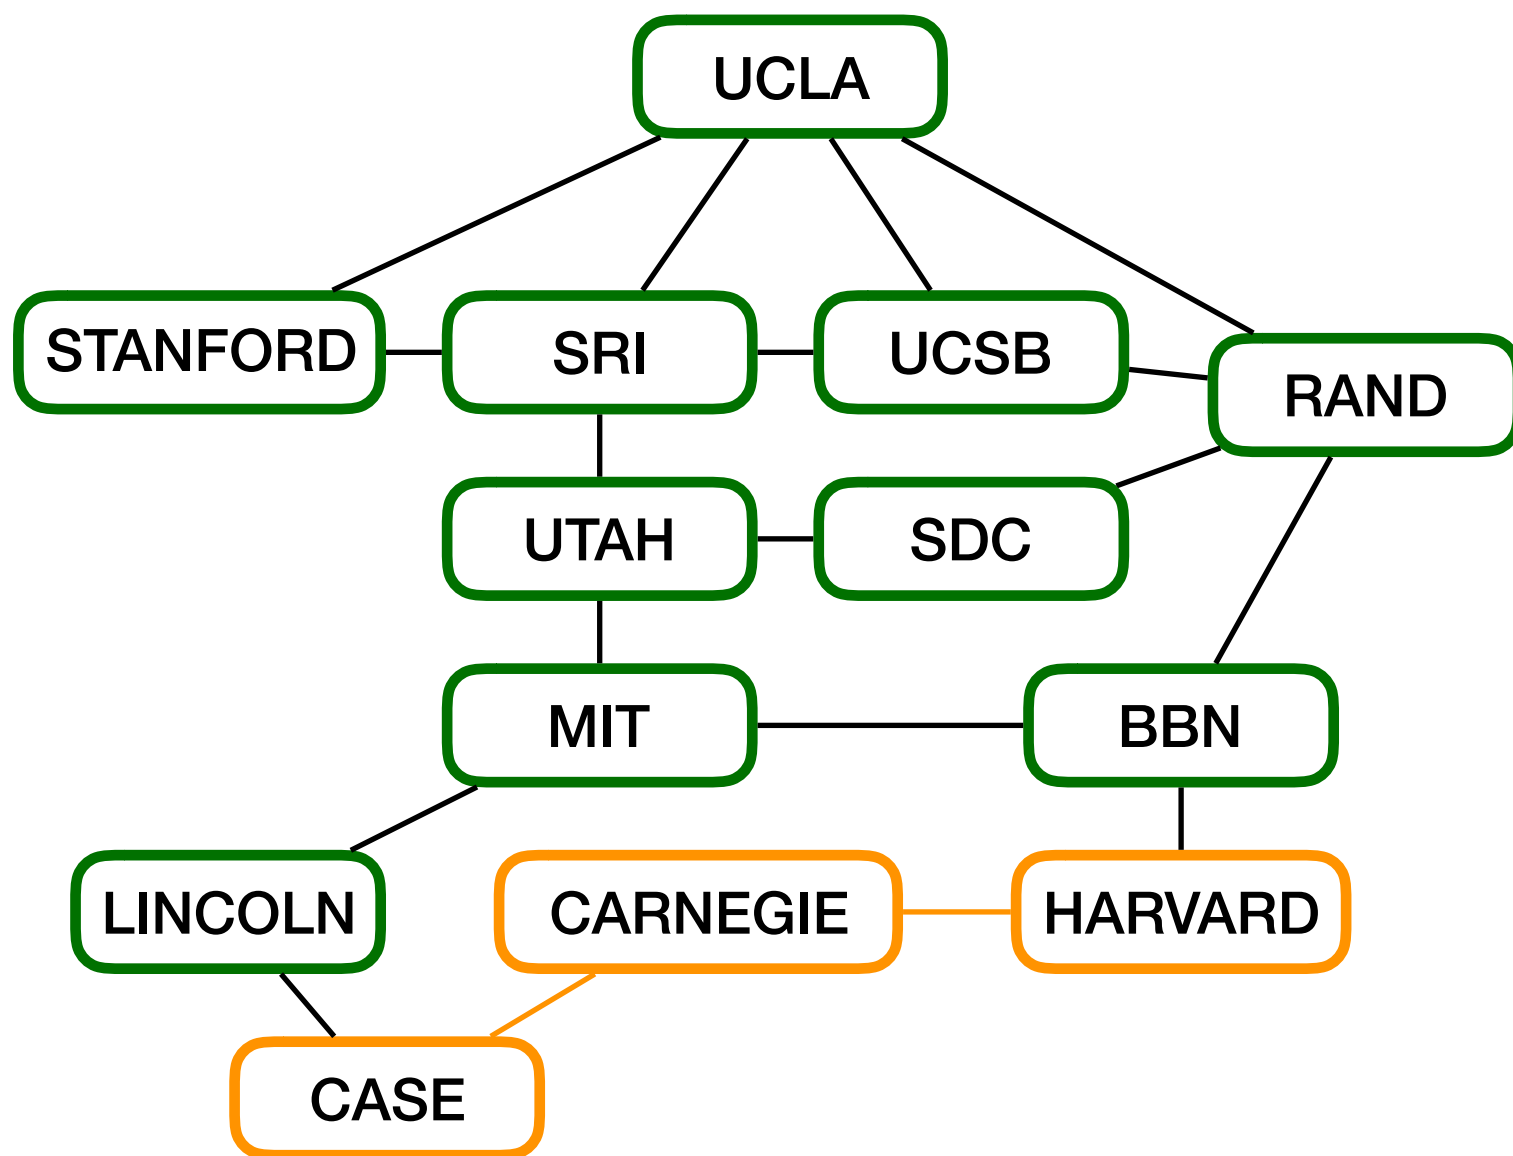 UCLA
STANFORD
SRI
UCSB
RAND
UTAH
SDC
MIT
BBN
LINCOLN
CARNEGIE
HARVARD
CASE